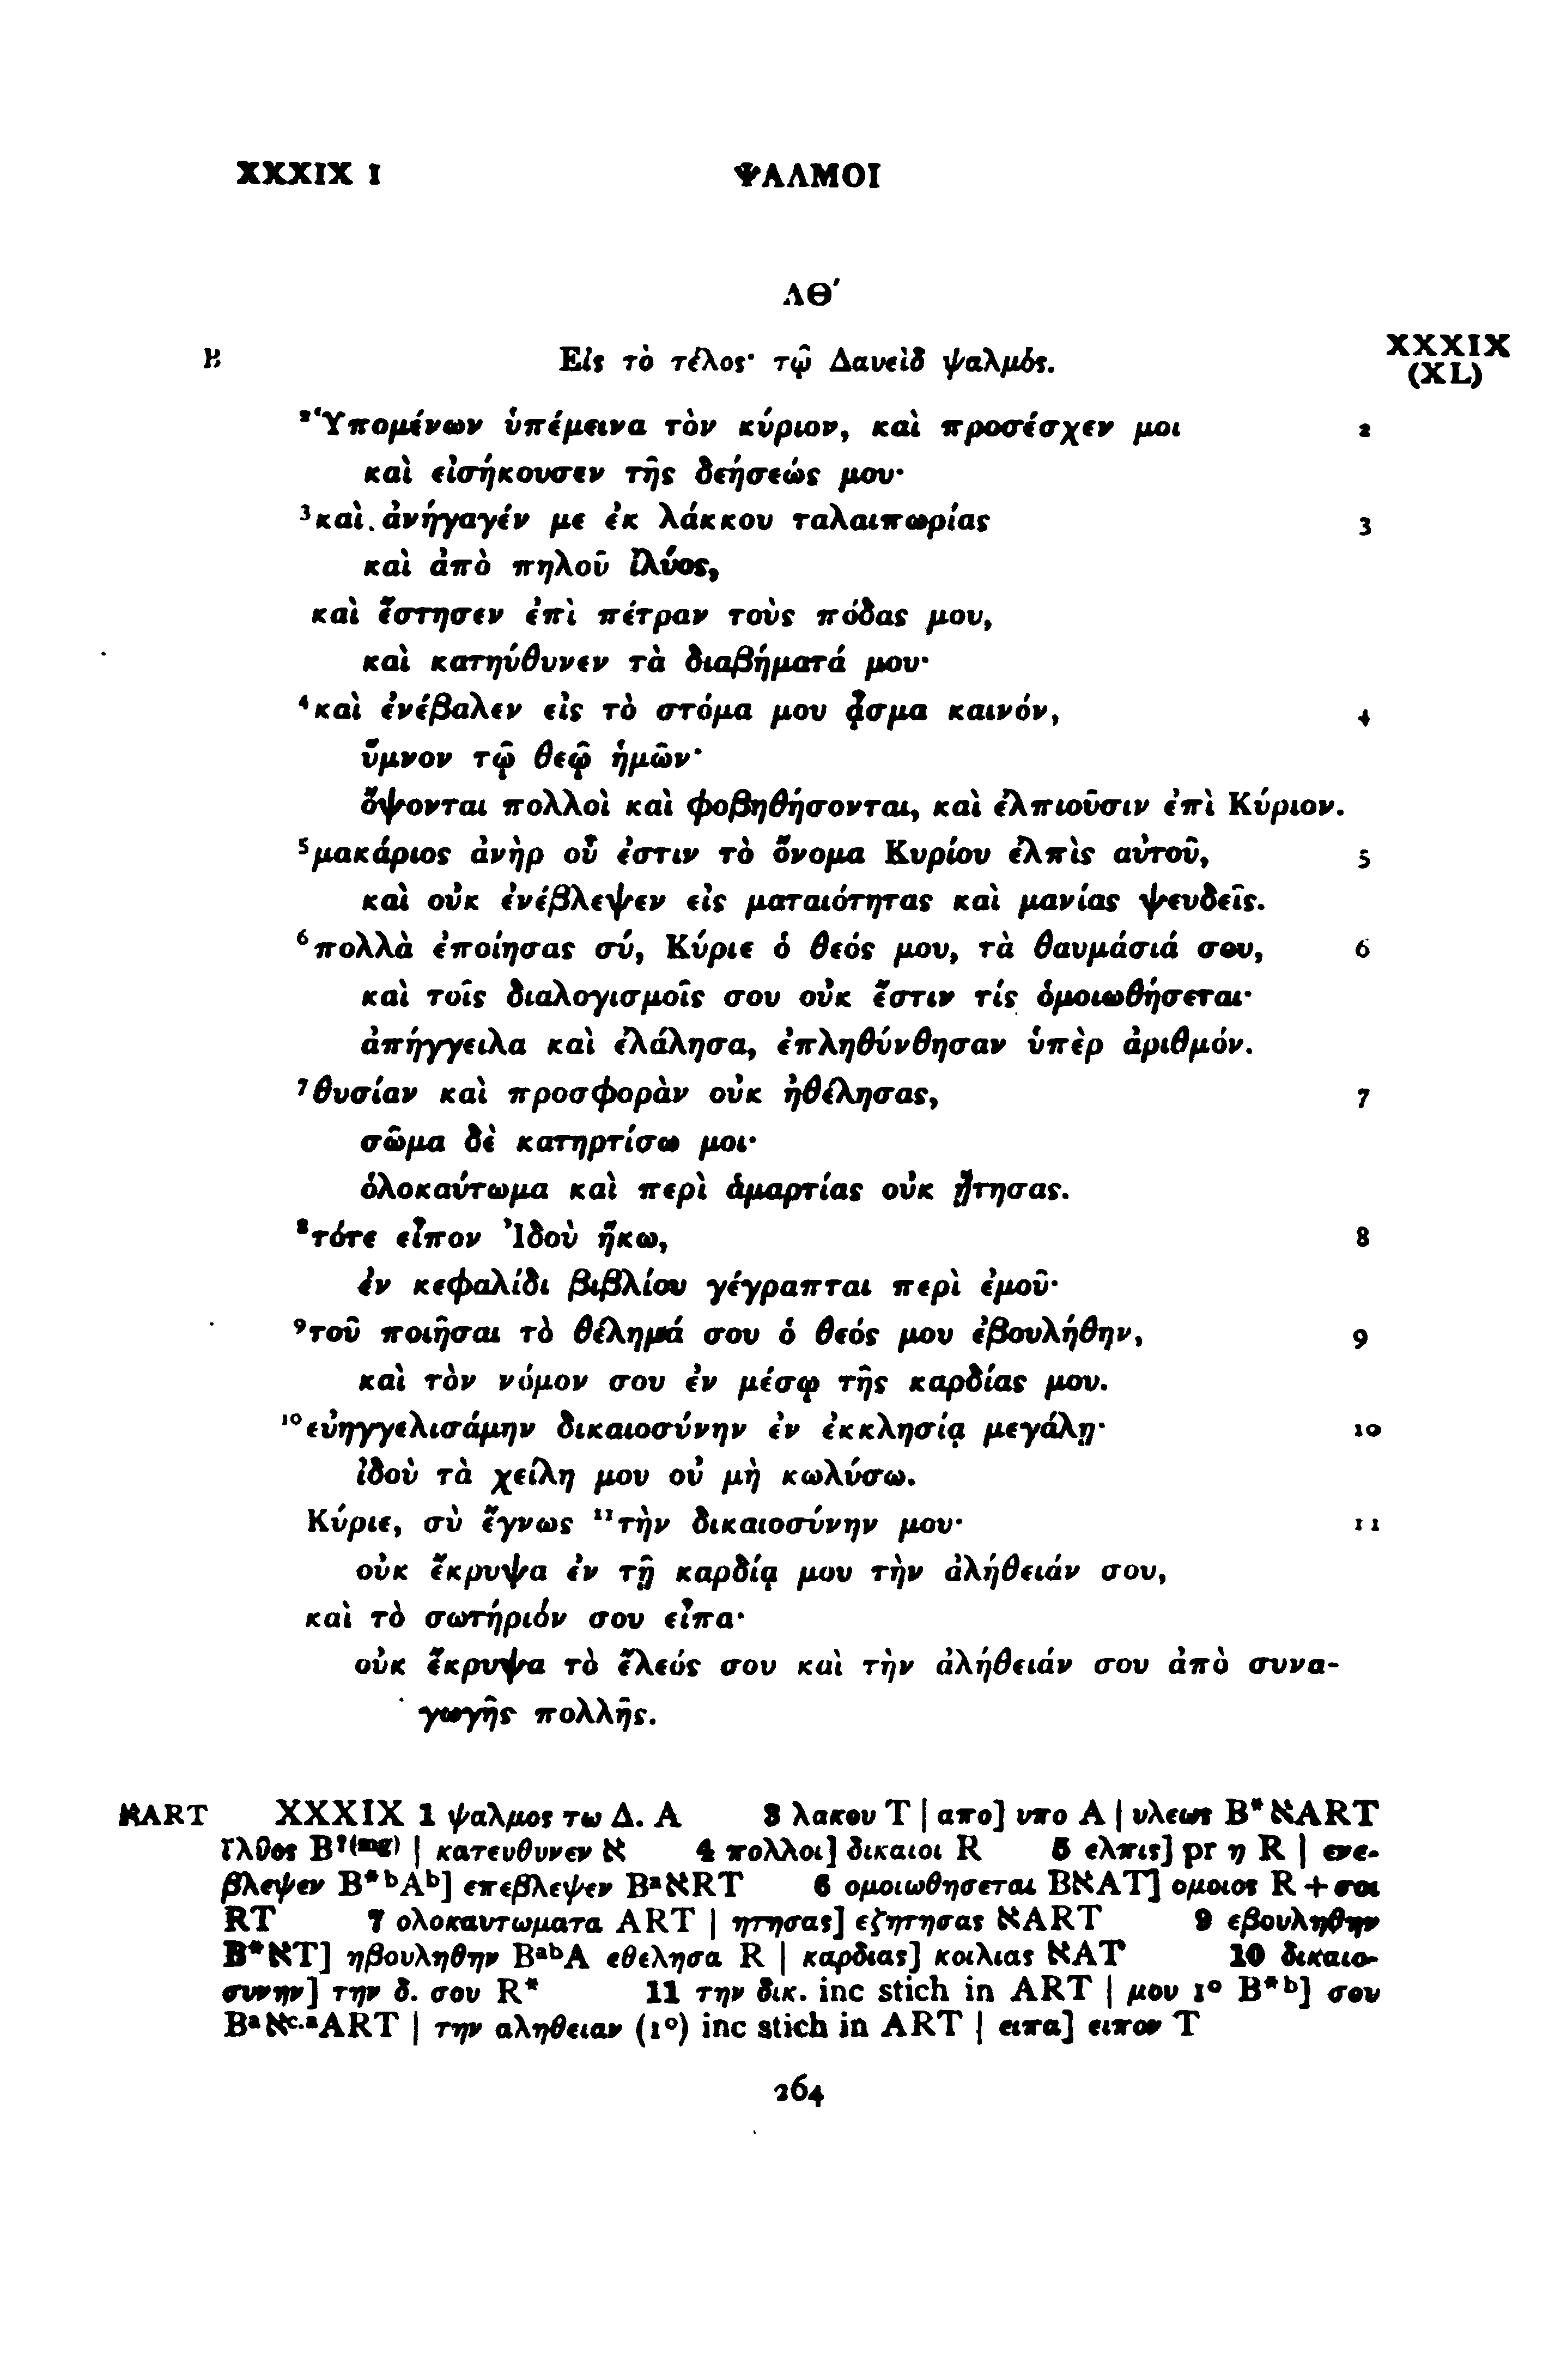 XXXIX 1 ΨΑΛΜΟΙ
ΛΘ′
B Εἰς τὸ τέλος· τῷ Δαυεὶδ ψαλμός. XXXIX
(XL)
²Ὑπομένων ὑπέμεινα τὸν κύριον, καὶ προσέσχεν μοι 2
καὶ εἰσήκουσεν τῆς δεήσεώς μου·
³καὶ ἀνήγαγέν με ἐκ λάκκου ταλαιπωρίας 3
καὶ ἀπὸ πηλοῦ ἰλύος,
καὶ ἔστησεν ἐπὶ πέτραν τοὺς πόδας μου,
καὶ κατηύθυνεν τὰ διαβήματά μου·
⁴καὶ ἐνέβαλεν εἰς τὸ στόμα μου ᾆσμα καινόν, 4
ὕμνον τῷ θεῷ ἡμῶν·
ὄψονται πολλοὶ καὶ φοβηθήσονται, καὶ ἐλπιοῦσιν ἐπὶ Κύριον.
⁵μακάριος ἀνὴρ οὗ ἐστιν τὸ ὄνομα Κυρίου ἐλπὶς αὐτοῦ, 5
καὶ οὐκ ἐνέβλεψεν εἰς ματαιότητας καὶ μανίας ψευδεῖς.
⁶πολλὰ ἐποίησας σύ, Κύριε ὁ θεός μου, τὰ θαυμάσιά σου, 6
καὶ τοῖς διαλογισμοῖς σου οὐκ ἔστιν τίς ὁμοιωθήσεται·
ἀπήγγειλα καὶ ἐλάλησα, ἐπληθύνθησαν ὑπὲρ ἀριθμόν.
⁷θυσίαν καὶ προσφορὰν οὐκ ἠθέλησας, 7
σῶμα δὲ κατηρτίσω μοι·
ὁλοκαύτωμα καὶ περὶ ἁμαρτίας οὐκ ᾔτησας.
⁸τότε εἶπον Ἰδοὺ ἥκω, 8
ἐν κεφαλίδι βιβλίου γέγραπται περὶ ἐμοῦ·
⁹τοῦ ποιῆσαι τὸ θέλημά σου ὁ θεός μου ἐβουλήθην, 9
καὶ τὸν νόμον σου ἐν μέσῳ τῆς καρδίας μου.
¹⁰εὐηγγελισάμην δικαιοσύνην ἐν ἐκκλησίᾳ μεγάλῃ· 10
ἰδοὺ τὰ χείλη μου οὐ μὴ κωλύσω.
Κύριε, σὺ ἔγνως ¹¹τὴν δικαιοσύνην μου· 11
οὐκ ἔκρυψα ἐν τῇ καρδίᾳ μου τὴν ἀλήθειάν σου,
καὶ τὸ σωτήριόν σου εἶπα·
οὐκ ἔκρυψα τὸ ἔλεός σου καὶ τὴν ἀλήθειάν σου ἀπὸ συνα-
γωγῆς πολλῆς.
ℵART XXXIX 1 ψαλμος τω Δ. A 3 λακου T | απο] υπο A | υλεως B*ℵART
ῑλῡος B?(mg) | κατευθυνεν ℵ 4 πολλοι] δικαιοι R 5 ελπις] pr η R | ενε-
βλεψεν B*bAb] επεβλεψεν BaℵRT 6 ομοιωθησεται BℵAT] ομοιος R + σοι
RT 7 ολοκαυτωματα ART | ητησας] εζητησας ℵART 9 εβουληθην
B*ℵT] ηβουληθην BabA εθελησα R | καρδιας] κοιλιας ℵAT 10 δικαιο-
συνην] την δ. σου R* 11 την δικ. inc stich in ART | μου 1° B*b] σου
Baℵc.aART | την αληθειαν (1°) inc stich in ART | ειπα] ειπον T
264